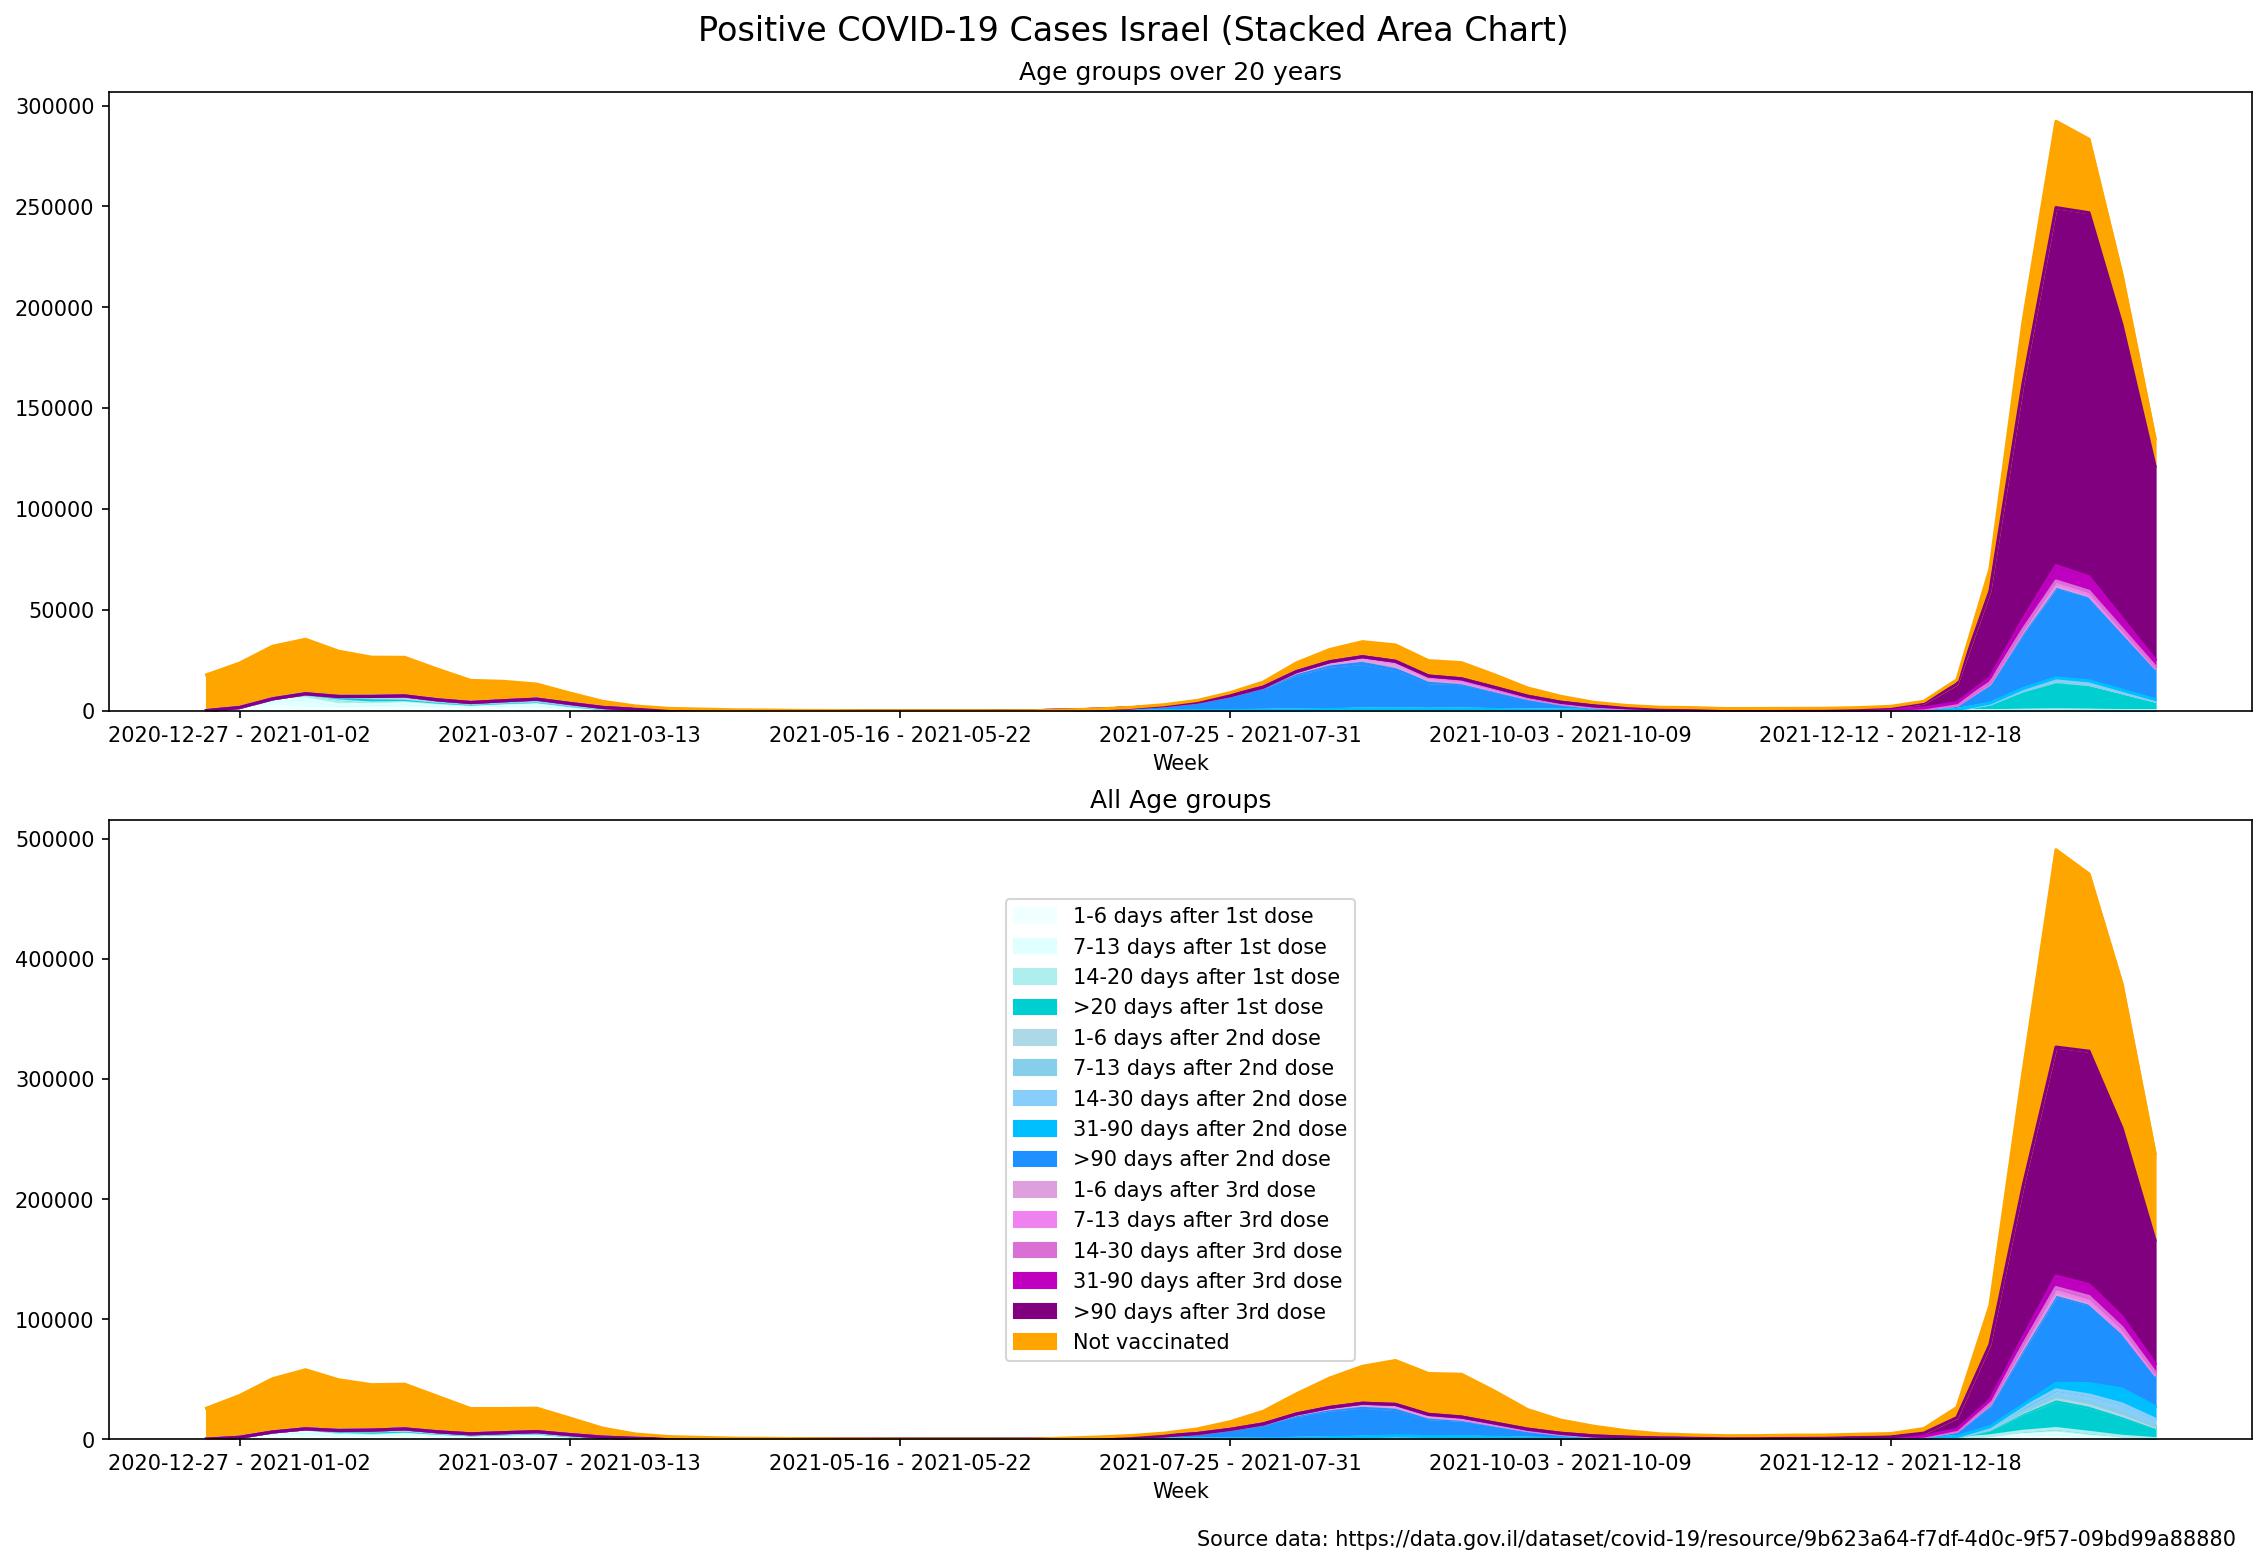 Positive COVID-19 Cases Israel (Stacked Area Chart)
Age groups over 20 years
300000
250000
200000
150000
100000
50000
0
2020-12-27 - 2021-01-02 2021-03-07 - 2021-03-13 2021-05-16 - 2021-05-22 2021-07-25 - 2021-07-31 2021-10-03 - 2021-10-09 2021-12-12 - 2021-12-18
Week
All Age groups
500000
400000
300000
200000
100000
0
1-6 days after 1st dose
7-13 days after 1st dose
14-20 days after 1st dose
>20 days after 1st dose
1-6 days after 2nd dose
7-13 days after 2nd dose
14-30 days after 2nd dose
31-90 days after 2nd dose
>90 days after 2nd dose
1-6 days after 3rd dose
7-13 days after 3rd dose
14-30 days after 3rd dose
31-90 days after 3rd dose
>90 days after 3rd dose
Not vaccinated
2020-12-27 - 2021-01-02 2021-03-07 - 2021-03-13 2021-05-16 - 2021-05-22 2021-07-25 - 2021-07-31 2021-10-03 - 2021-10-09 2021-12-12 - 2021-12-18
Week
Source data: https://data.gov.il/dataset/covid-19/resource/9b623a64-f7df-4d0c-9f57-09bd99a88880